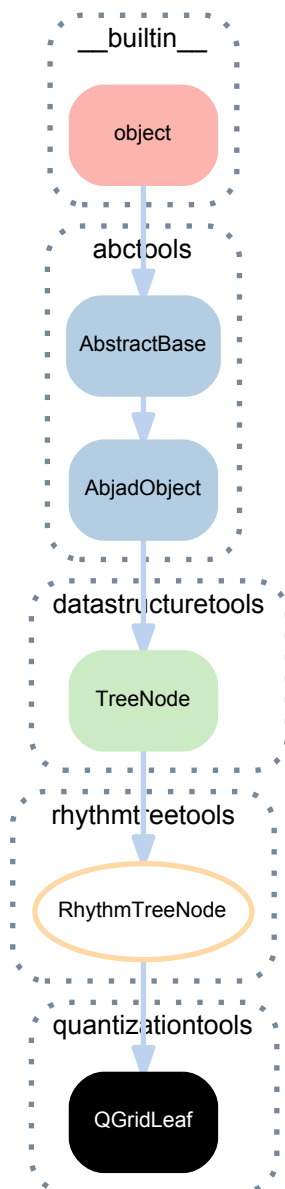 __builtin__
object
abctools
AbstractBase
AbjadObject
datastructuretools
TreeNode
rhythmtreetools
RhythmTreeNode
quantizationtools
QGridLeaf